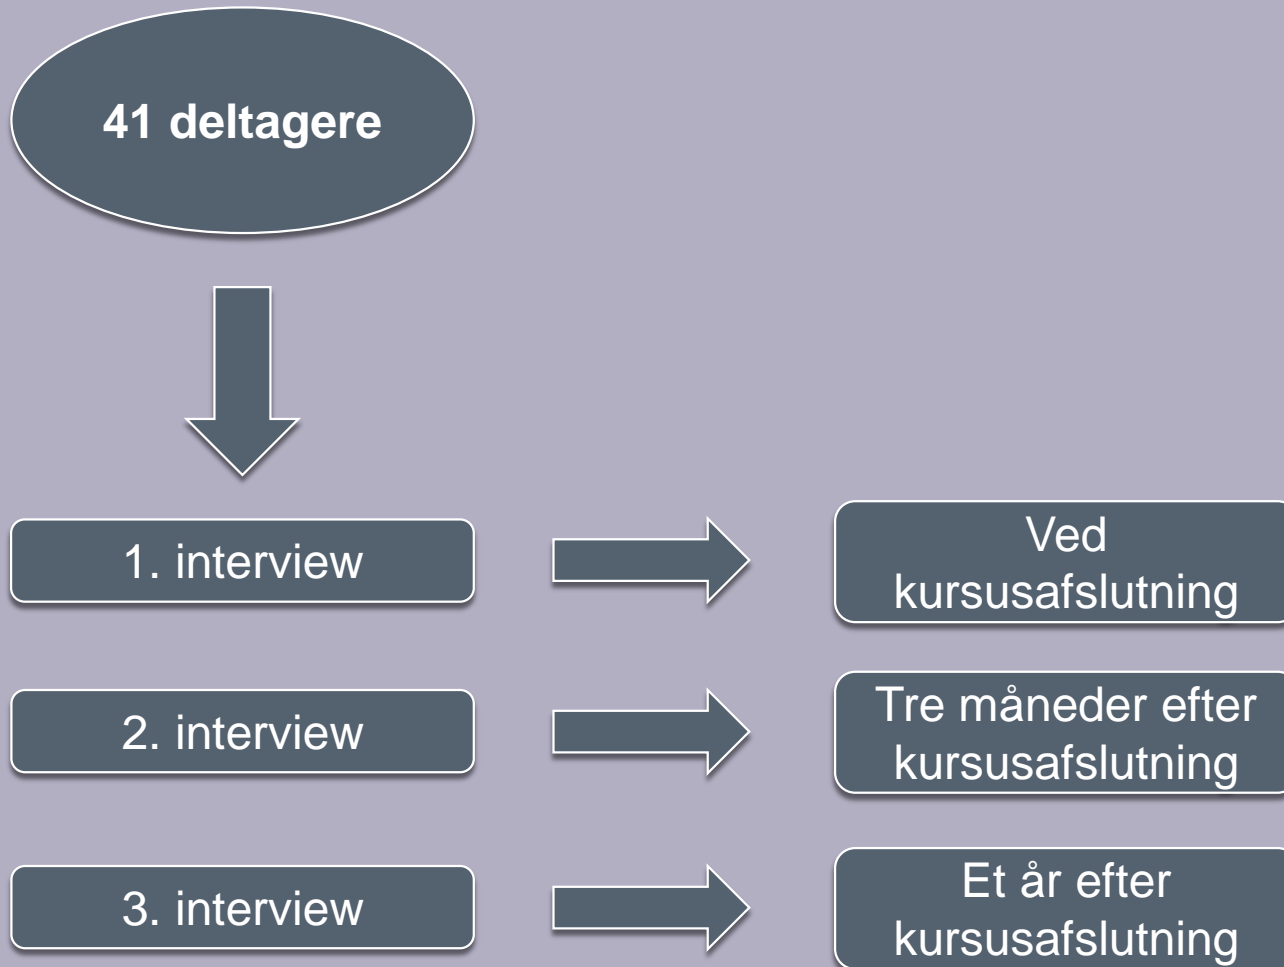 41 deltagere
1. interview
Ved
kursusafslutning
2. interview
Tre måneder efter
kursusafslutning
3. interview
Et år efter
kursusafslutning